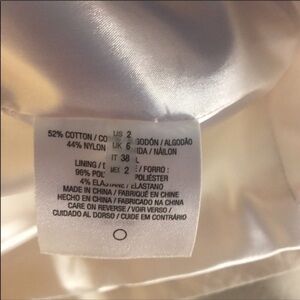 52% COTTON / CO US 2 GODÓN / ALGODÃO
44% NYLON UK 6 IDA / NÁILON
IT 38
LINING / D MEX 2 / FORRO :
96% POL POLIÉSTER
4% ELAST ELASTANO
MADE IN CHINA / FABRIQUÉ EN CHINE
HECHO EN CHINA / FABRICADO NA CHINA
CARE ON REVERSE / VOIR VERSO /
CUIDADO AL DORSO / CUIDE EM CONTRÁRIO